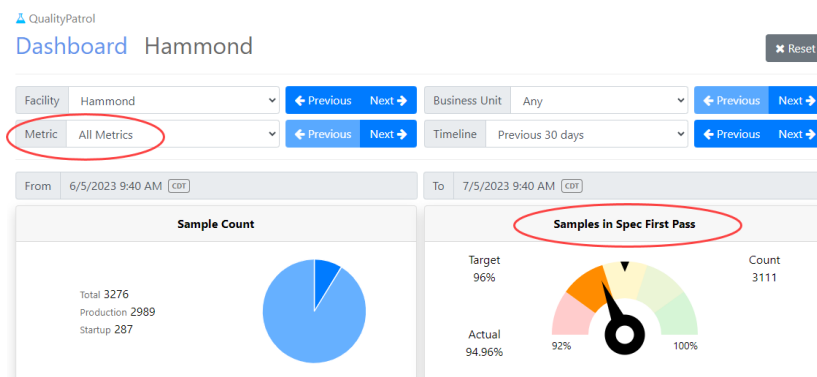 QualityPatrol
Dashboard Hammond
Reset
Facility Hammond Previous Next Business Unit Any Previous Next
Metric All Metrics Previous Next Timeline Previous 30 days Previous Next
From 6/5/2023 9:40 AM CDT To 7/5/2023 9:40 AM CDT
Sample Count
Total 3276
Production 2989
Startup 287
Samples in Spec First Pass
Target
96%
Count
3111
Actual
94.96%
92%
100%